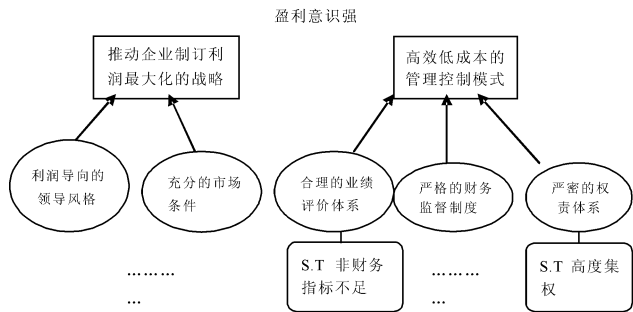 盈利意识强
推动企业制订利
润最大化的战略
高效低成本的
管理控制模式
利润导向的
领导风格
充分的市场
条件
合理的业绩
评价体系
严格的财务
监督制度
严密的权
责体系
………
…
S.T 非财务
指标不足
………
…
S.T 高度集
权